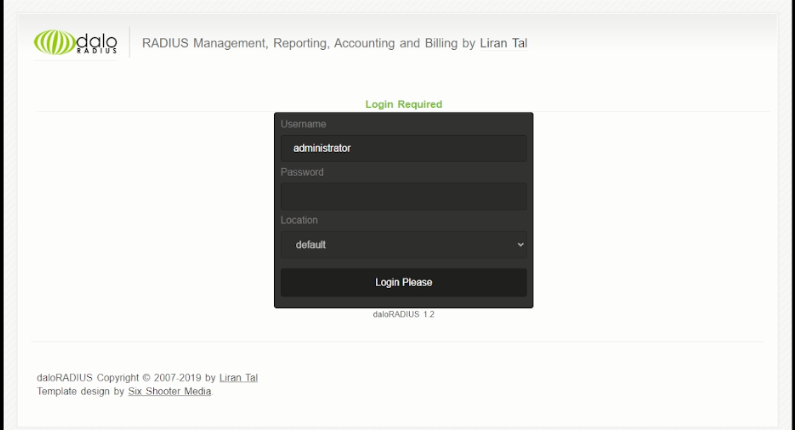 dalo
RADIUS
RADIUS Management, Reporting, Accounting and Billing by Liran Tal
Login Required
Username
administrator
Password
Location
default
Login Please
daloRADIUS 1.2
daloRADIUS Copyright © 2007-2019 by Liran Tal
Template design by Six Shooter Media.